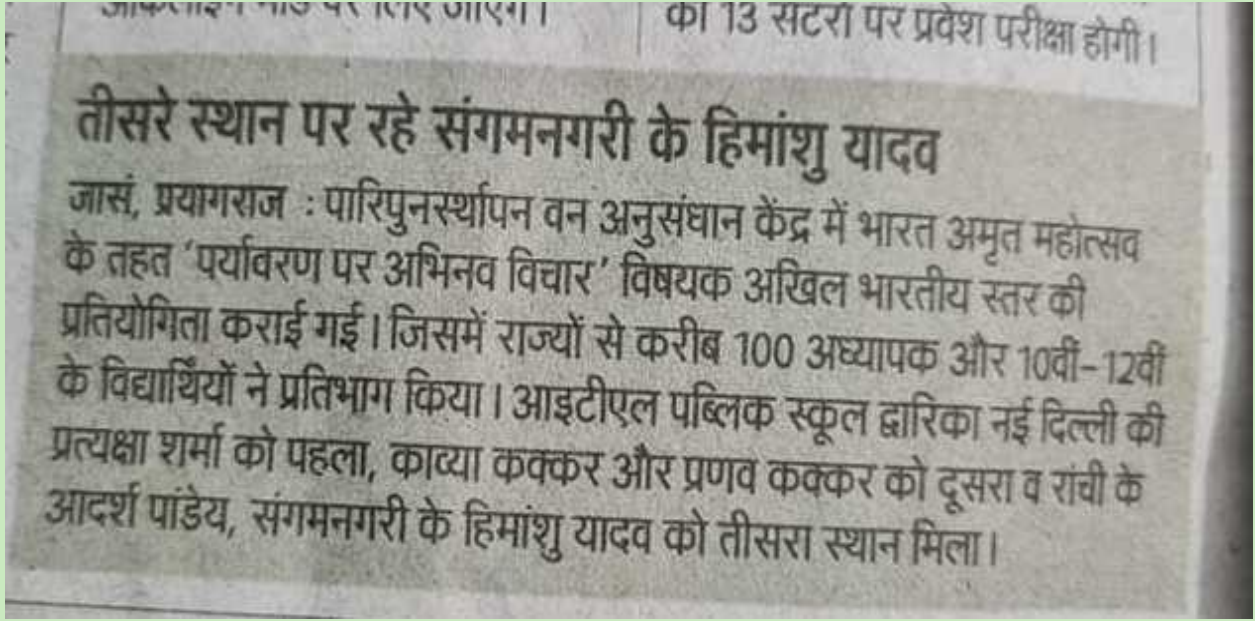 पर लिए जाएंगे।
की 13 सेंटरों पर प्रवेश परीक्षा होगी।
तीसरे स्थान पर रहे संगमनगरी के हिमांशु यादव
जासं, प्रयागराज : पारिपुनर्स्थापन वन अनुसंधान केंद्र में भारत अमृत महोत्सव
के तहत ‘पर्यावरण पर अभिनव विचार’ विषयक अखिल भारतीय स्तर की
प्रतियोगिता कराई गई। जिसमें राज्यों से करीब 100 अध्यापक और 10वीं-12वीं
के विद्यार्थियों ने प्रतिभाग किया। आइटीएल पब्लिक स्कूल द्वारिका नई दिल्ली की
प्रत्यक्षा शर्मा को पहला, काव्या कक्कर और प्रणव कक्कर को दूसरा व रांची के
आदर्श पांडेय, संगमनगरी के हिमांशु यादव को तीसरा स्थान मिला।